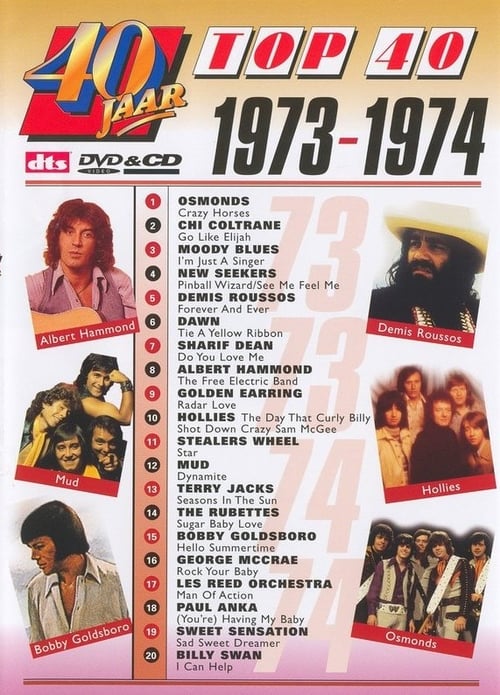 40
JAAR
TOP 40
1973-1974
dts DVD & CD
VIDEO
1 OSMONDS
Crazy Horses
2 CHI COLTRANE
Go Like Elijah
3 MOODY BLUES
I'm Just A Singer
4 NEW SEEKERS
Pinball Wizard/See Me Feel Me
5 DEMIS ROUSSOS
Forever And Ever
6 DAWN
Tie A Yellow Ribbon
7 SHARIF DEAN
Do You Love Me
8 ALBERT HAMMOND
The Free Electric Band
9 GOLDEN EARRING
Radar Love
10 HOLLIES The Day That Curly Billy
Shot Down Crazy Sam McGee
11 STEALERS WHEEL
Star
12 MUD
Dynamite
13 TERRY JACKS
Seasons In The Sun
14 THE RUBETTES
Sugar Baby Love
15 BOBBY GOLDSBORO
Hello Summertime
16 GEORGE MCCRAE
Rock Your Baby
17 LES REED ORCHESTRA
Man Of Action
18 PAUL ANKA
(You're) Having My Baby
19 SWEET SENSATION
Sad Sweet Dreamer
20 BILLY SWAN
I Can Help
73
73
74
74
Albert Hammond
Mud
Bobby Goldsboro
Demis Roussos
Hollies
Osmonds